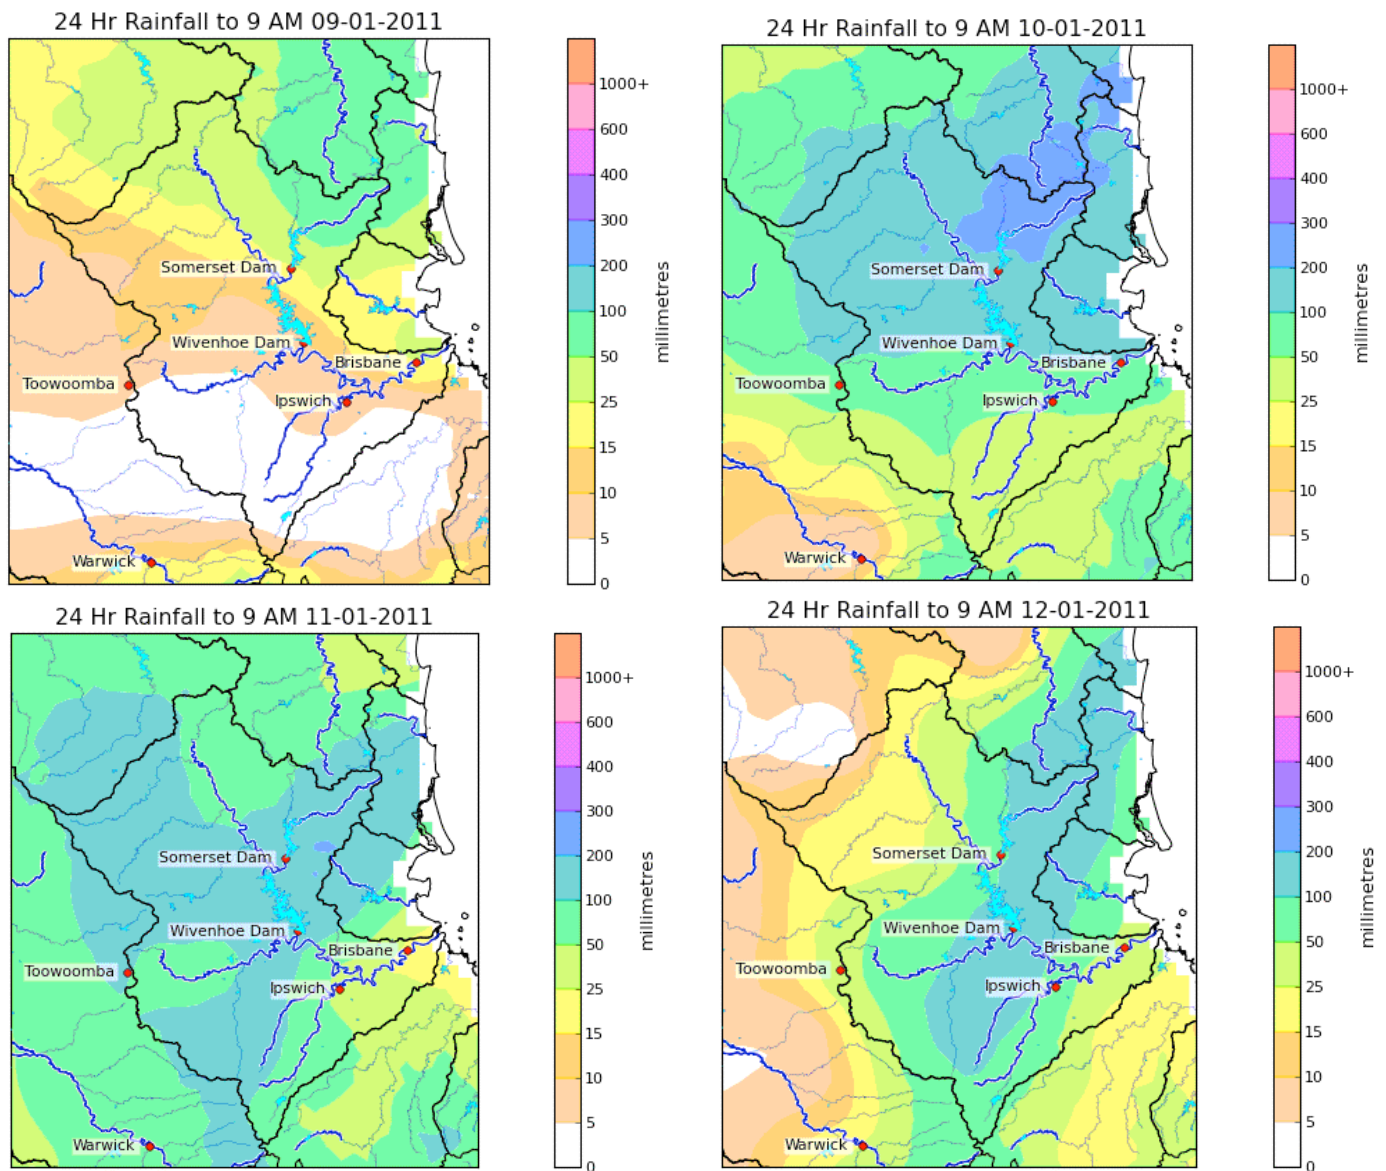 24 Hr Rainfall to 9 AM 09-01-2011
Somerset Dam
Wivenhoe Dam
Brisbane
Toowoomba
Ipswich
Warwick
1000+
600
400
300
200
100
50
25
15
10
5
0
millimetres
24 Hr Rainfall to 9 AM 10-01-2011
Somerset Dam
Wivenhoe Dam
Brisbane
Toowoomba
Ipswich
Warwick
1000+
600
400
300
200
100
50
25
15
10
5
0
millimetres
24 Hr Rainfall to 9 AM 11-01-2011
Somerset Dam
Wivenhoe Dam
Brisbane
Toowoomba
Ipswich
Warwick
1000+
600
400
300
200
100
50
25
15
10
5
0
millimetres
24 Hr Rainfall to 9 AM 12-01-2011
Somerset Dam
Wivenhoe Dam
Brisbane
Toowoomba
Ipswich
Warwick
1000+
600
400
300
200
100
50
25
15
10
5
0
millimetres